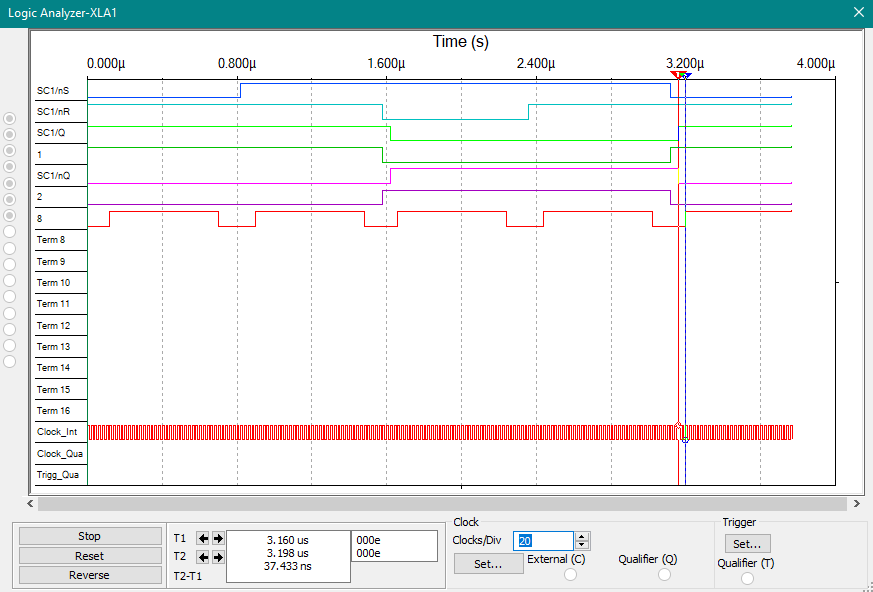 Logic Analyzer-XLA1
Time (s)
0.000µ 0.800µ 1.600µ 2.400µ 3.200µ 4.000µ
SC1/nS
SC1/nR
SC1/Q
1
SC1/nQ
2
8
Term 8
Term 9
Term 10
Term 11
Term 12
Term 13
Term 14
Term 15
Term 16
Clock_Int
Clock_Qua
Trigg_Qua
Stop
Reset
Reverse
T1
T2
T2-T1
3.160 us
3.198 us
37.433 ns
000e
000e
Clock
Clocks/Div 20
Set...
External (C)
Qualifier (Q)
Trigger
Set...
Qualifier (T)